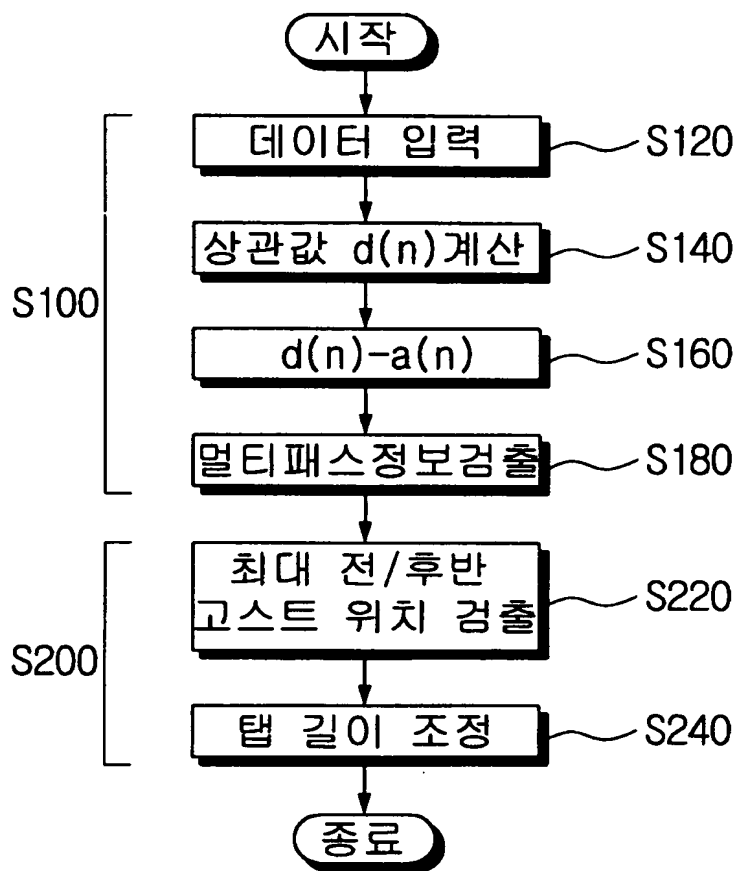 시작
데이터 입력
S120
상관값 d(n)계산
S140
S100
d(n)-a(n)
S160
멀티패스정보검출
S180
최대 전/후반
고스트 위치 검출
S220
S200
탭 길이 조정
S240
종료